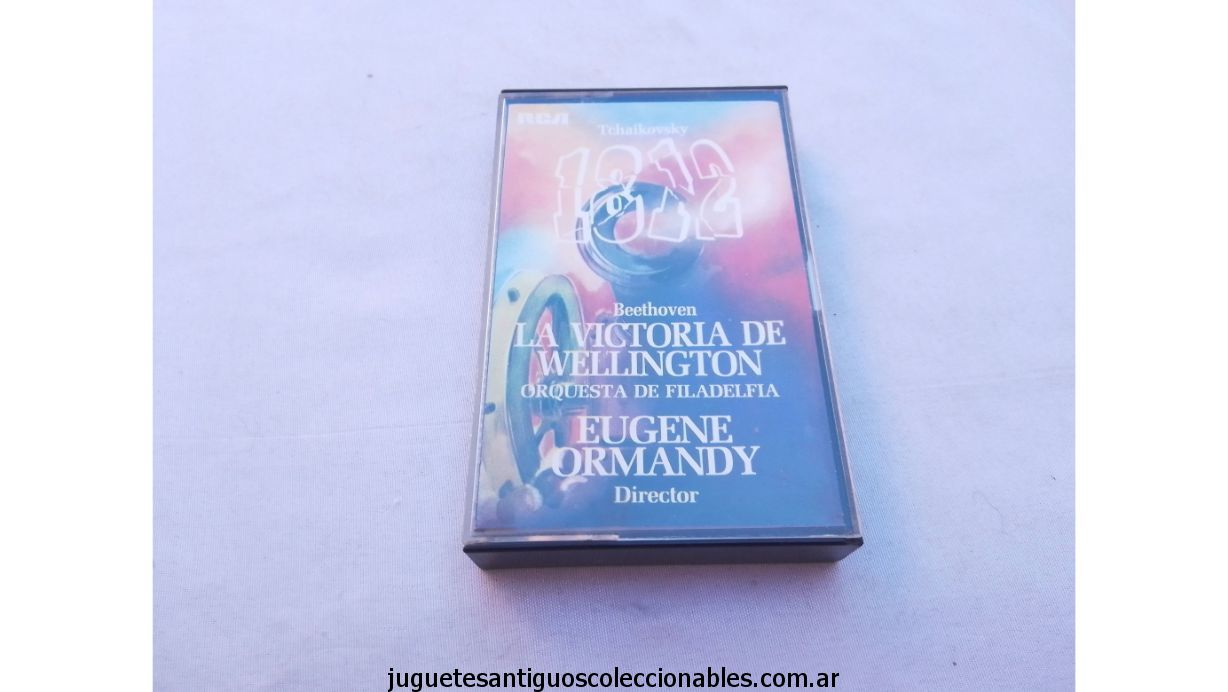 RCA
Tchaikovsky
1812
Beethoven
LA VICTORIA DE
WELLINGTON
ORQUESTA DE FILADELFIA
EUGENE
ORMANDY
Director
juguetesantiguoscoleccionables.com.ar